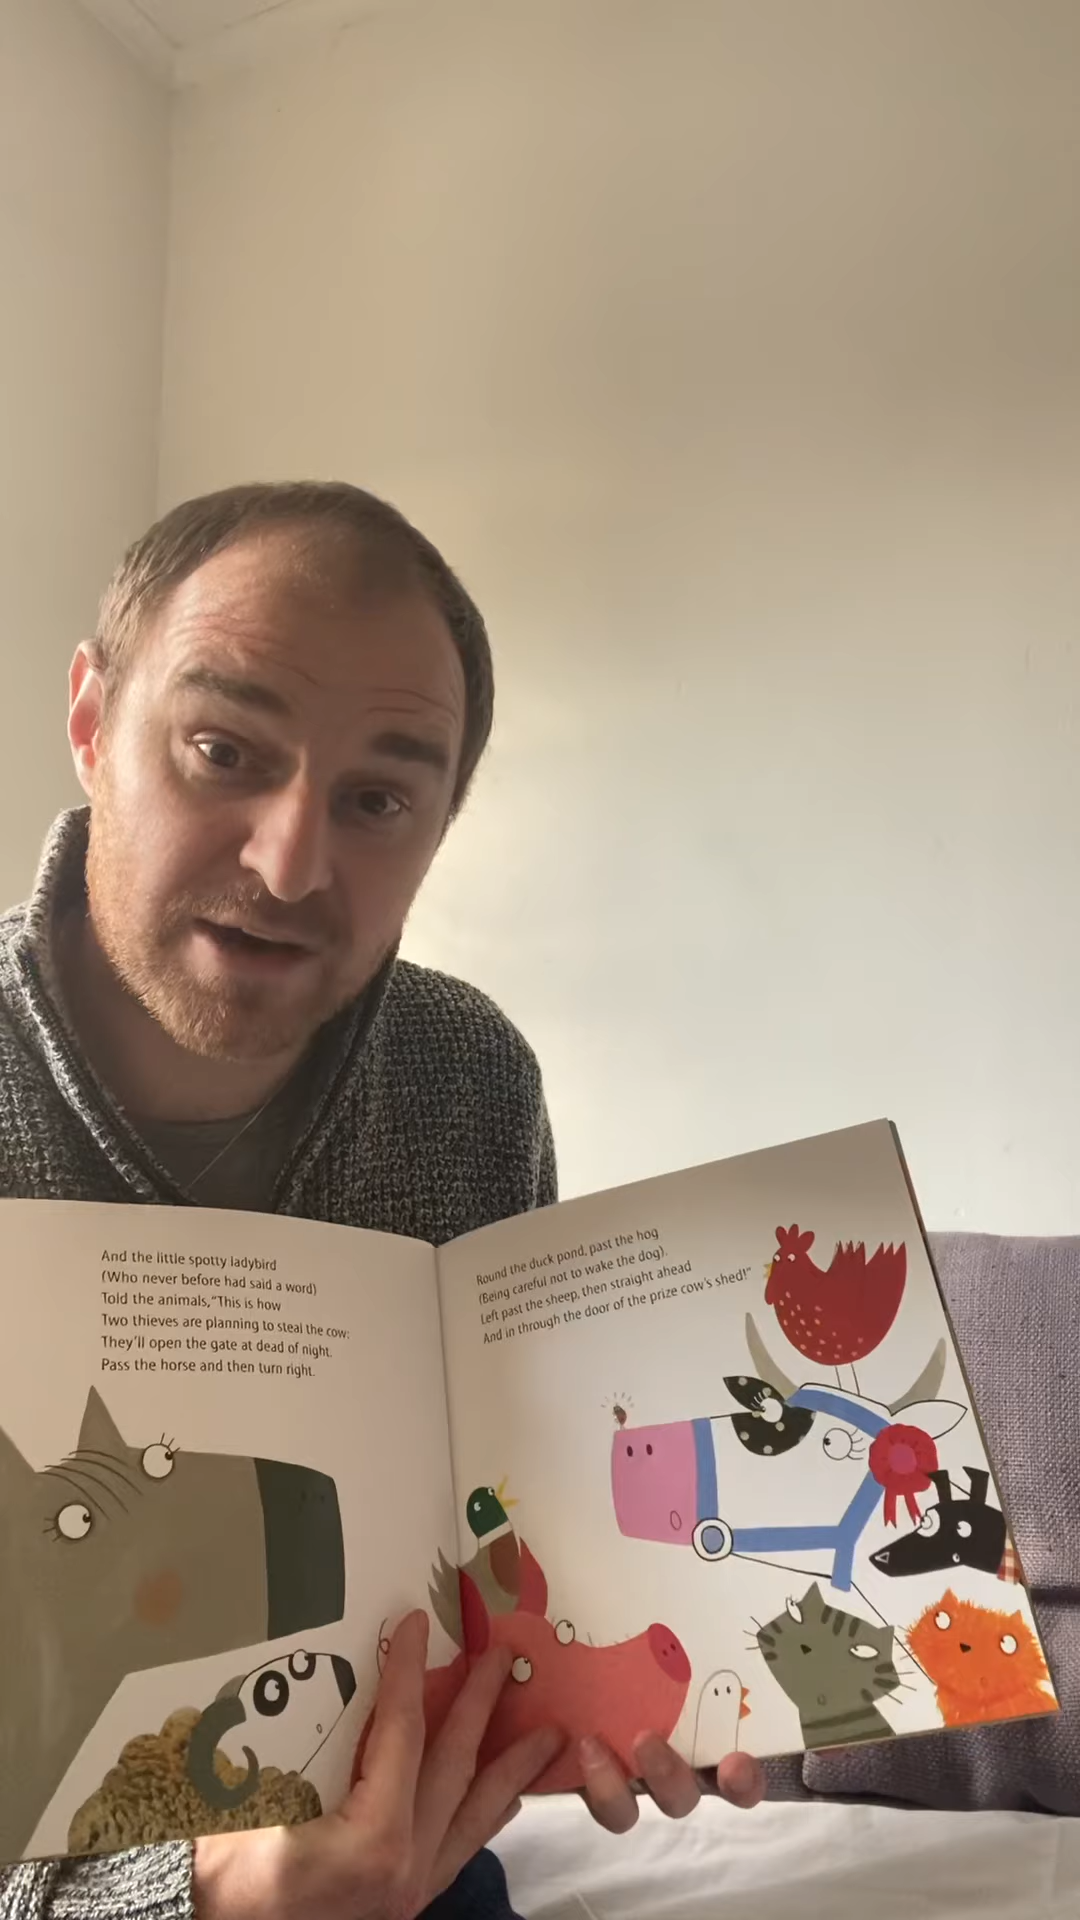 And the little spotty ladybird
(Who never before had said a word)
Told the animals, "This is how
Two thieves are planning to steal the cow:
They'll open the gate at dead of night.
Pass the horse and then turn right.
Round the duck pond, past the hog
(Being careful not to wake the dog).
Left past the sheep, then straight ahead
And in through the door of the prize cow's shed!"